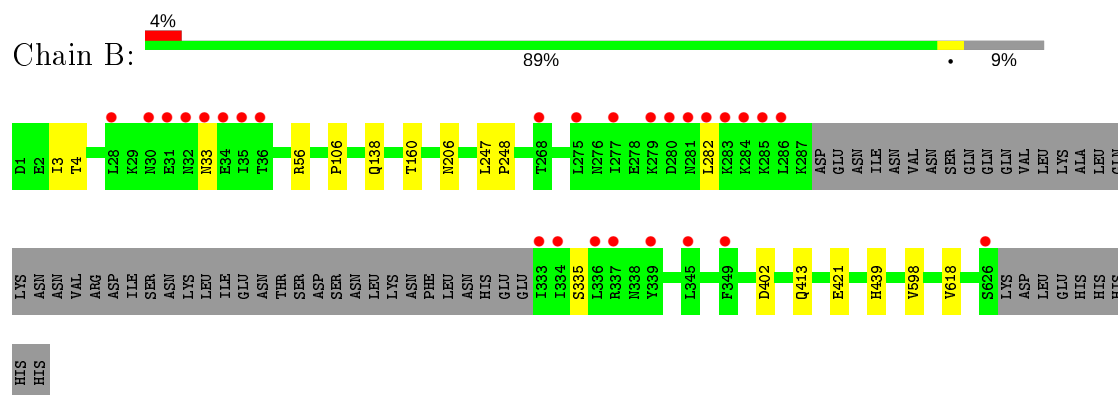 4%
Chain B:
89%
•
9%
D1 E2 I3 T4 L28 K29 N30 E31 N32 N33 E34 I35 T36 R56 P106 Q138 T160 N206 L247 P248 T268 L275 N276 I277 E278 K279 D280 N281 L282 K283 K284 K285 L286 K287 ASP GLU ASN ILE ASN VAL ASN SER GLN GLN GLN VAL LEU LYS ALA LEU GLN
LYS ASN ASN VAL ARG ASP ILE SER ASN LYS LEU ILE GLU ASN THR SER ASP SER ASN LEU LYS ASN PHE LEU ASN HIS GLU GLU I333 I334 S335 L336 R337 N338 Y339 L345 F349 D402 Q413 E421 H439 V598 V618 S626 LYS ASP LEU GLU HIS HIS HIS
HIS HIS